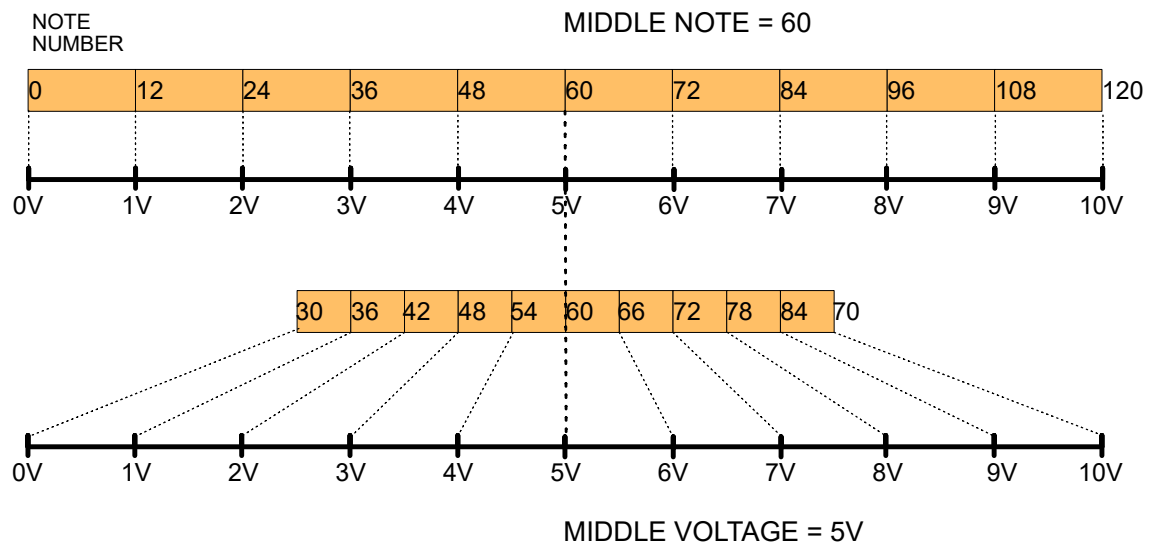 NOTE
NUMBER
MIDDLE NOTE = 60
0 12 24 36 48 60 72 84 96 108 120
0V 1V 2V 3V 4V 5V 6V 7V 8V 9V 10V
30 36 42 48 54 60 66 72 78 84 70
0V 1V 2V 3V 4V 5V 6V 7V 8V 9V 10V
MIDDLE VOLTAGE = 5V